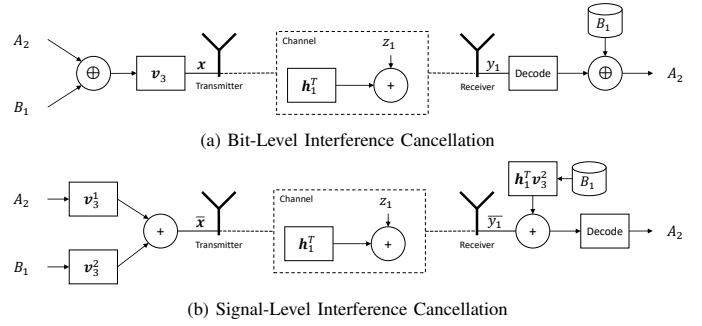 A₂
B₁
⊕
𝒗₃
𝒙
Transmitter
Channel
𝒉₁ᵀ
z₁
+
y₁
Receiver
Decode
B₁
⊕
A₂
(a) Bit-Level Interference Cancellation
A₂
𝒗₃¹
B₁
𝒗₃²
+
x̅
Transmitter
Channel
𝒉₁ᵀ
z₁
+
y̅₁
Receiver
𝒉₁ᵀ𝒗₃²
B₁
+
Decode
A₂
(b) Signal-Level Interference Cancellation